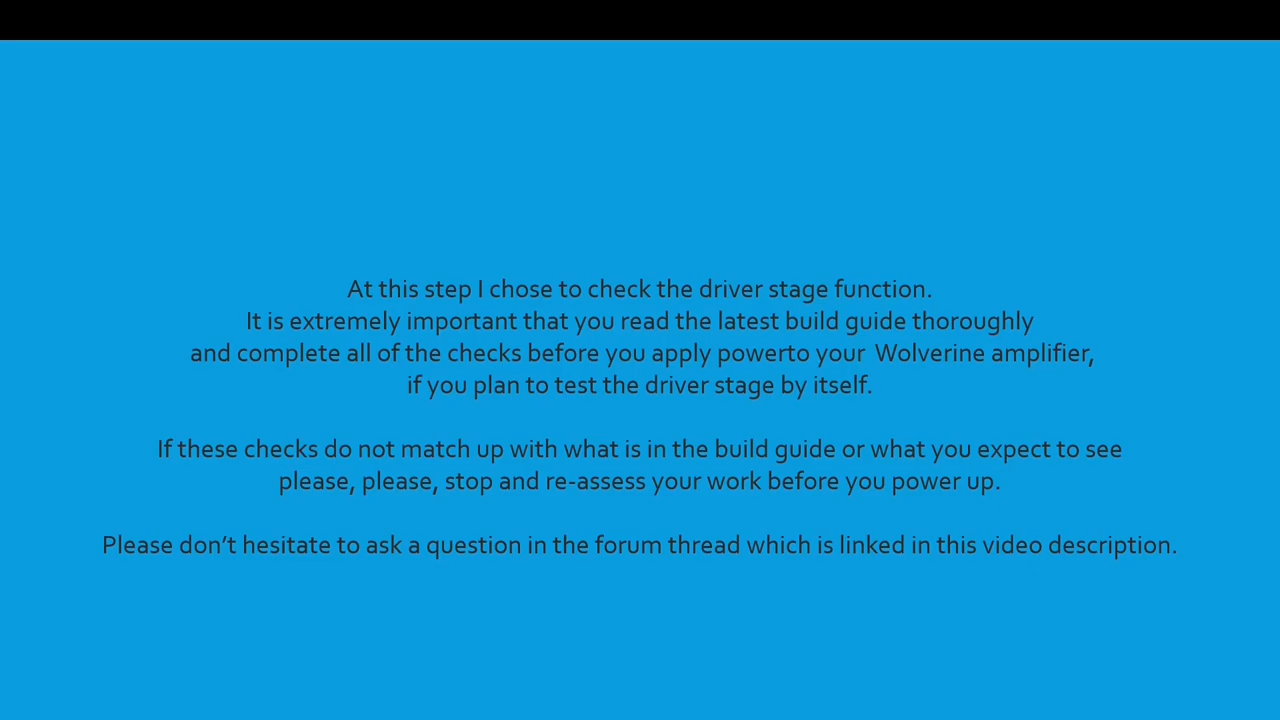 At this step I chose to check the driver stage function.
It is extremely important that you read the latest build guide thoroughly
and complete all of the checks before you apply powerto your  Wolverine amplifier,
if you plan to test the driver stage by itself.
If these checks do not match up with what is in the build guide or what you expect to see
please, please, stop and re-assess your work before you power up.
Please don’t hesitate to ask a question in the forum thread which is linked in this video description.